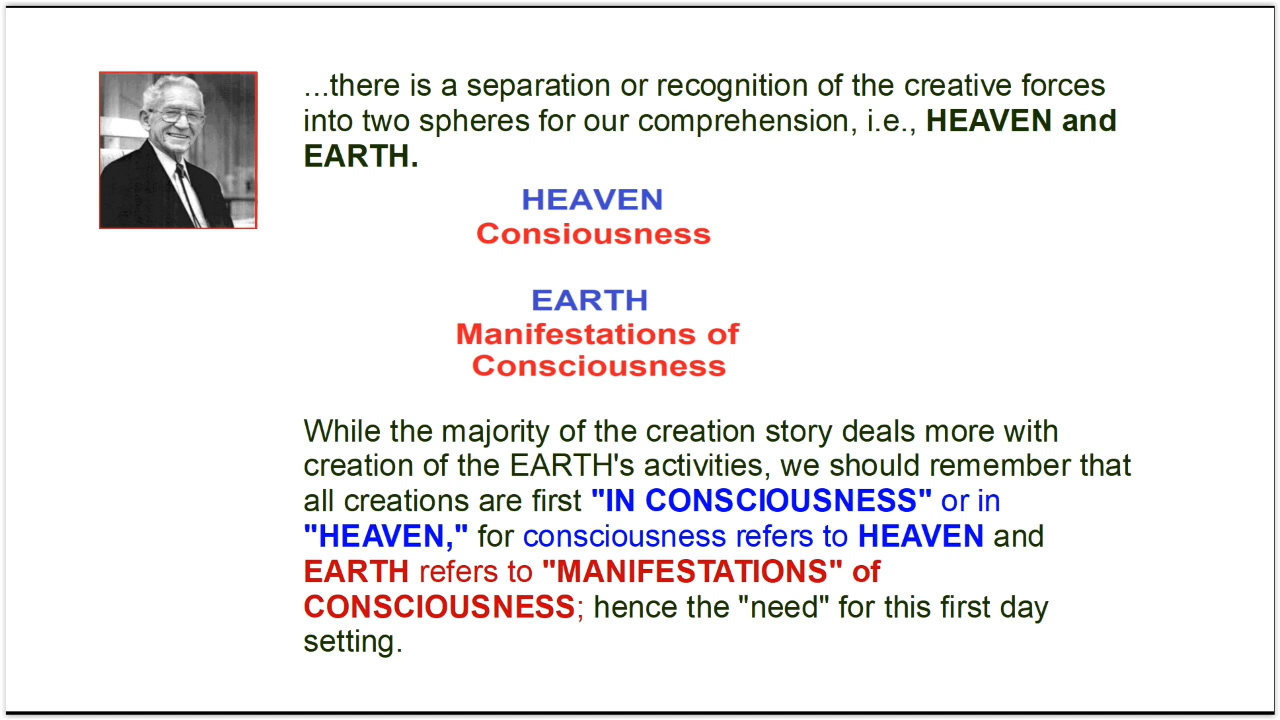 ...there is a separation or recognition of the creative forces
into two spheres for our comprehension, i.e., HEAVEN and
EARTH.
HEAVEN
Consiousness
EARTH
Manifestations of
Consciousness
While the majority of the creation story deals more with
creation of the EARTH's activities, we should remember that
all creations are first "IN CONSCIOUSNESS" or in
"HEAVEN," for consciousness refers to HEAVEN and
EARTH refers to "MANIFESTATIONS" of
CONSCIOUSNESS; hence the "need" for this first day
setting.